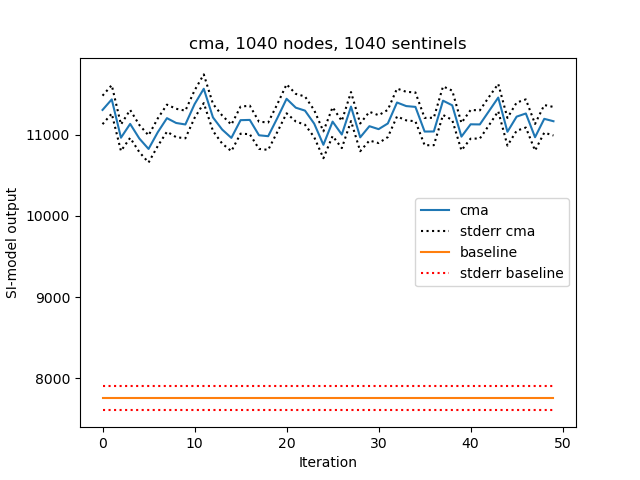 cma, 1040 nodes, 1040 sentinels
SI-model output
11000
10000
9000
8000
cma
stderr cma
baseline
stderr baseline
0
10
20
30
40
50
Iteration